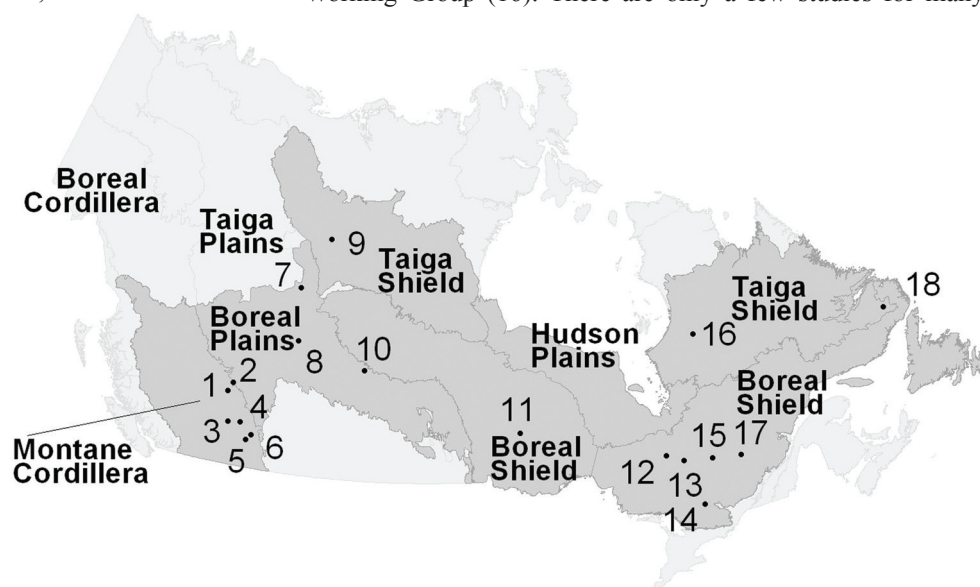 Working Group (16). There are only a few studies for many
Boreal
Cordillera
Taiga
Plains
7
9
Taiga
Shield
Boreal
Plains
8
10
Hudson
Plains
Taiga
Shield
18
16
1
2
3
4
5
6
Montane
Cordillera
11
Boreal
Shield
Boreal
Shield
12
13
14
15
17